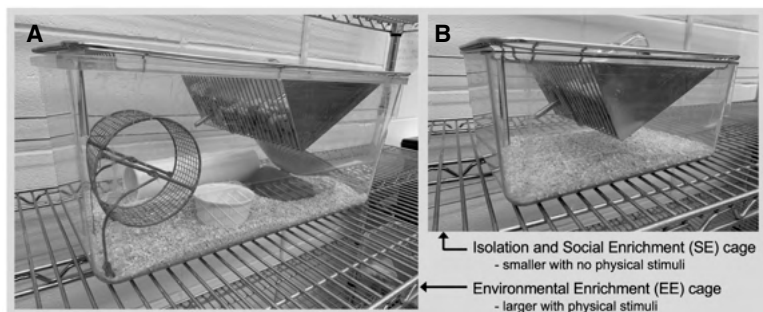 A
B
Isolation and Social Enrichment (SE) cage
- smaller with no physical stimuli
Environmental Enrichment (EE) cage
- larger with physical stimuli